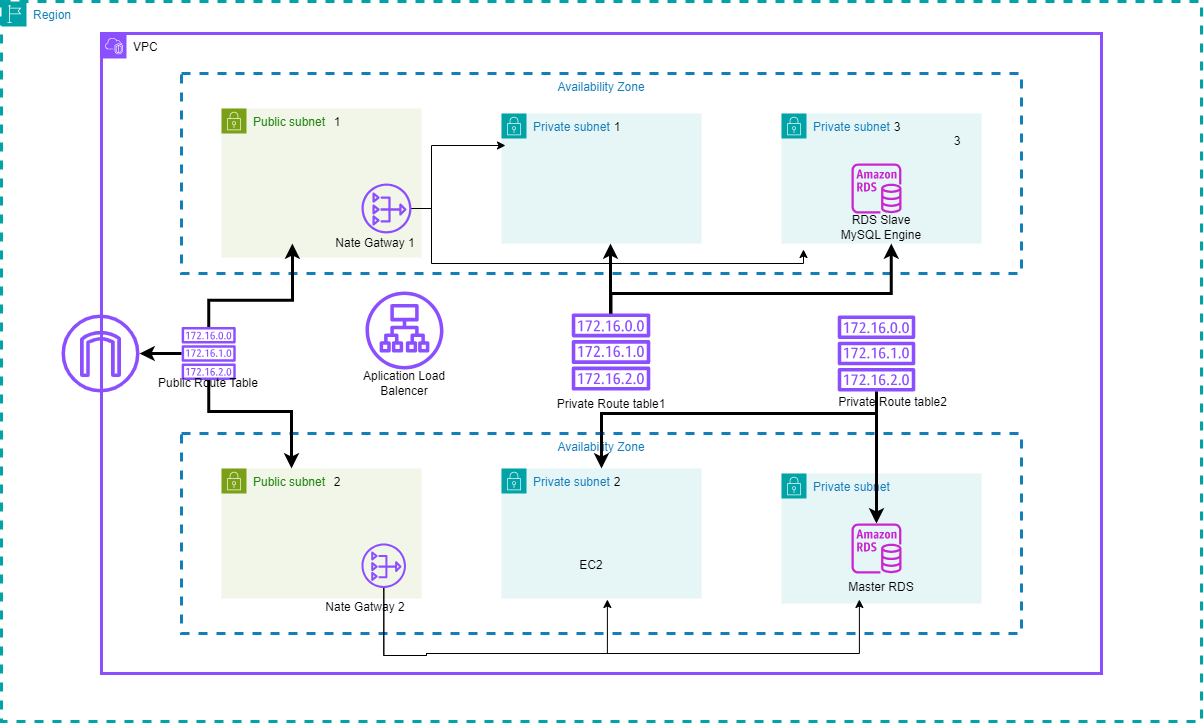 Region
VPC
Availability Zone
Public subnet 1
Private subnet 1
Private subnet 3
3
Amazon
RDS
RDS Slave
MySQL Engine
Nate Gatway 1
172.16.0.0
172.16.1.0
172.16.2.0
Public Route Table
Aplication Load
Balencer
172.16.0.0
172.16.1.0
172.16.2.0
Private Route table1
172.16.0.0
172.16.1.0
172.16.2.0
Private Route table2
Availability Zone
Public subnet 2
Private subnet 2
Private subnet
Amazon
RDS
EC2
Master RDS
Nate Gatway 2